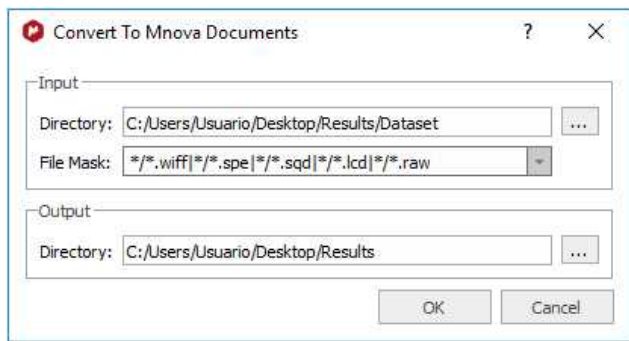 Convert To Mnova Documents
?
X
Input
Directory: C:/Users/Usuario/Desktop/Results/Dataset ...
File Mask: */*.wiff|*/*.spe|*/*.sqd|*/*.lcd|*/*.raw
Output
Directory: C:/Users/Usuario/Desktop/Results ...
OK Cancel